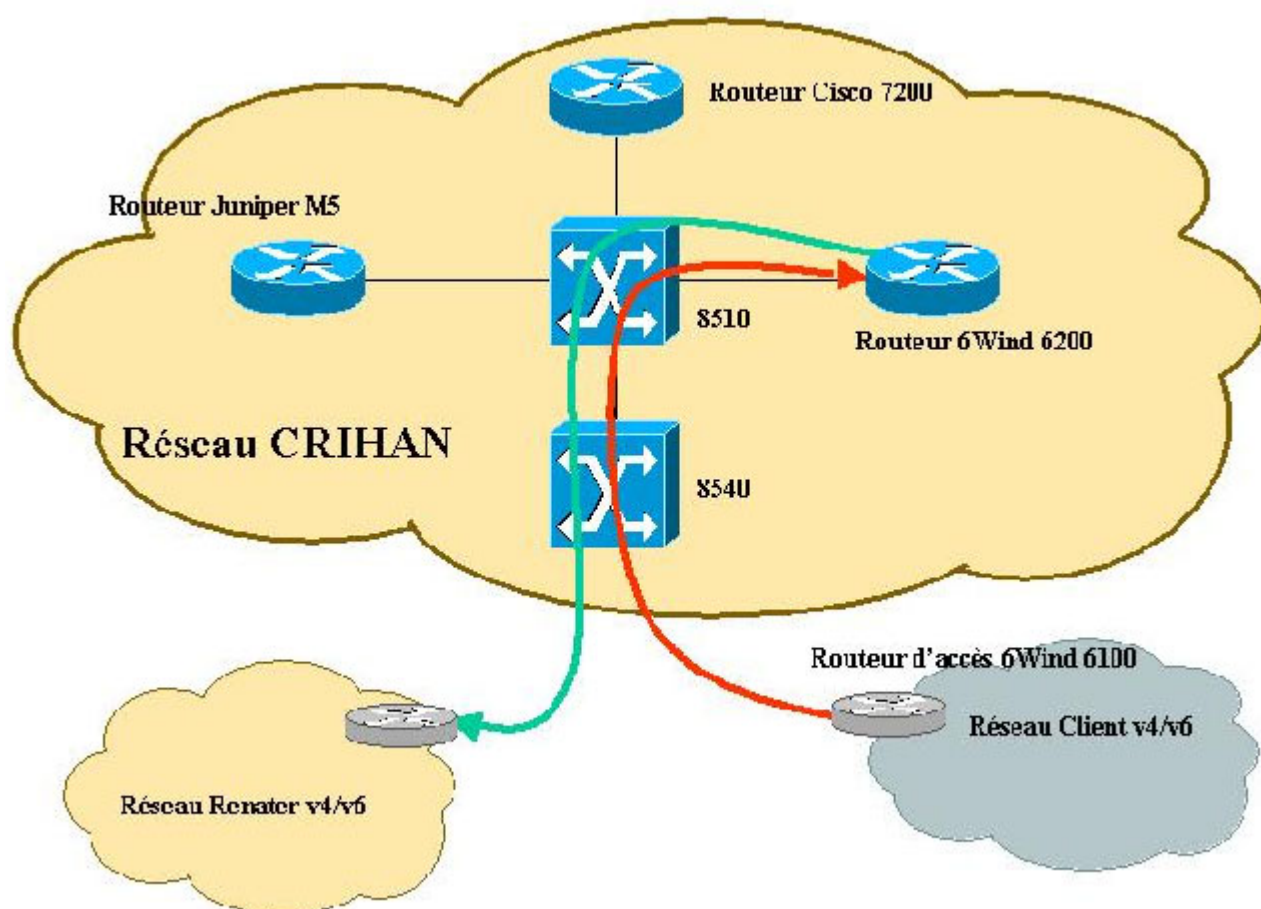 Routeur Cisco 7200
Routeur Juniper M5
8510
Routeur 6Wind 6200
Réseau CRIHAN
8540
Routeur d'accès 6Wind 6100
Réseau Client v4/v6
Réseau Renater v4/v6